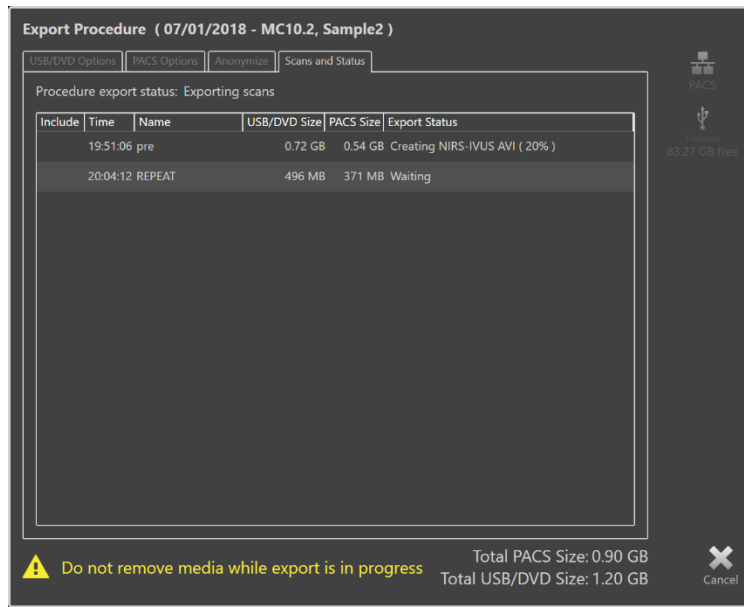 Export Procedure ( 07/01/2018 - MC10.2, Sample2 )
USB/DVD Options PACS Options Anonymize Scans and Status
Procedure export status: Exporting scans
Include Time Name USB/DVD Size PACS Size Export Status
19:51:06 pre 0.72 GB 0.54 GB Creating NIRS-IVUS AVI ( 20% )
20:04:12 REPEAT 496 MB 371 MB Waiting
PACS
83.27 GB free
Do not remove media while export is in progress
Total PACS Size: 0.90 GB
Total USB/DVD Size: 1.20 GB
Cancel